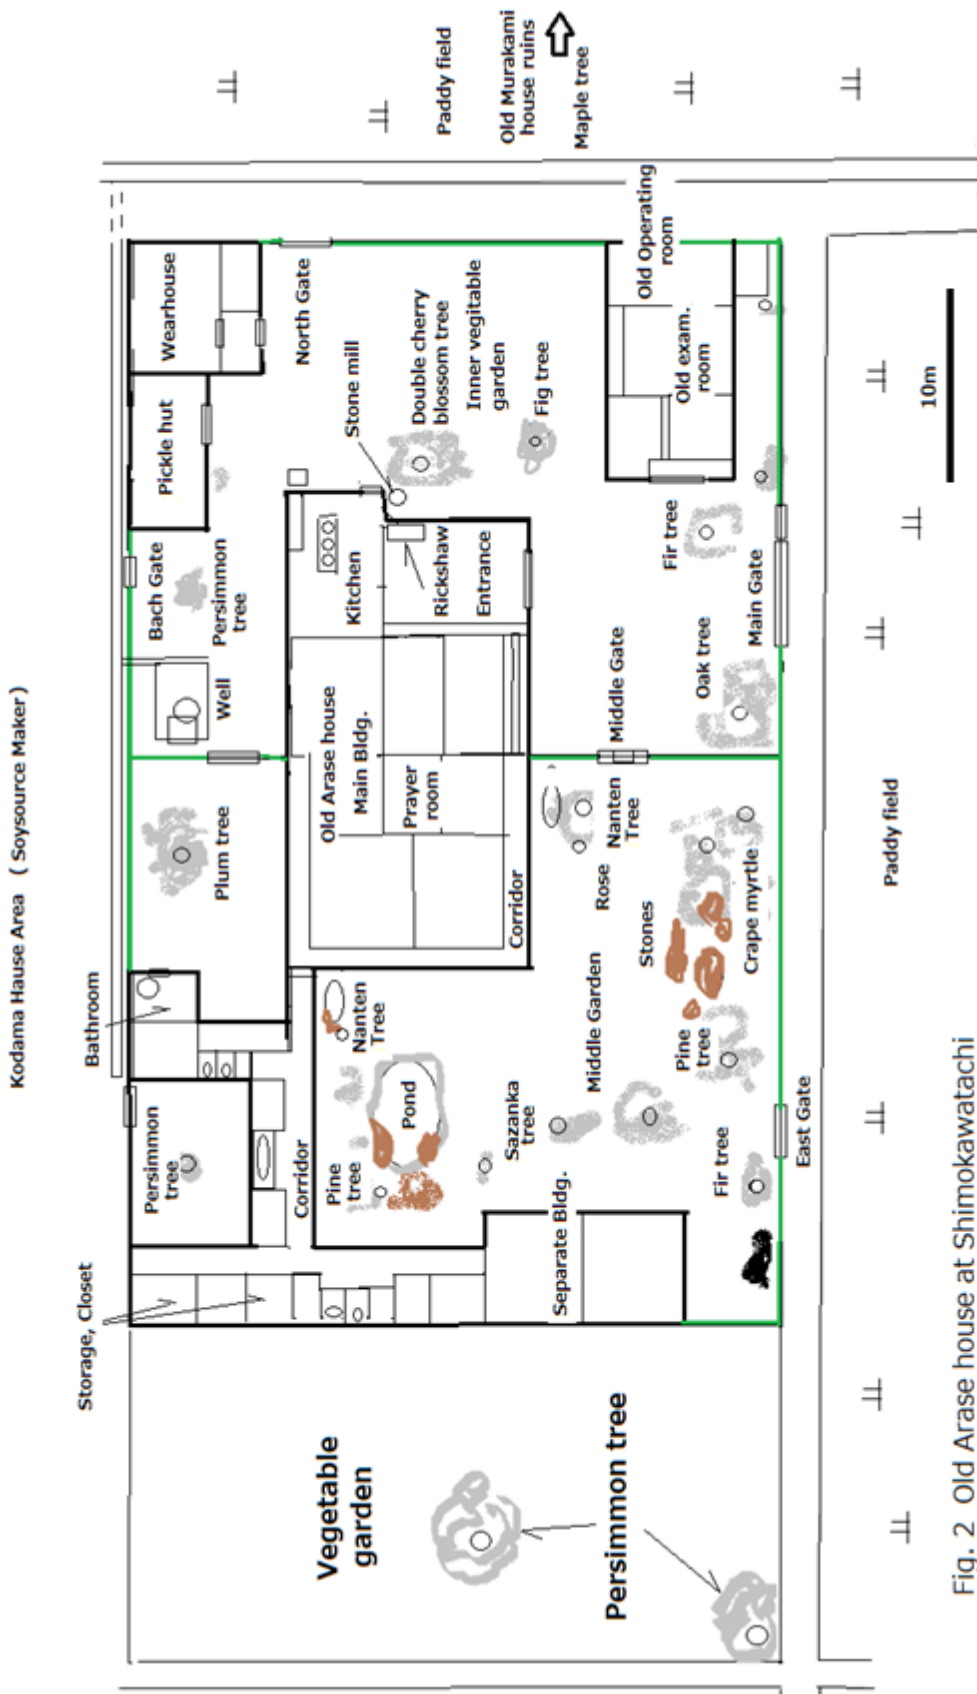 Kodama Hause Area ( Soysource Maker )
Storage, Closet
Bathroom
Persimmon
tree
Plum tree
Well
Persimmon
tree
Bach Gate
Pickle hut
Wearhouse
North Gate
Stone mill
Double cherry
blossom tree
Inner vegitable
garden
Fig tree
Kitchen
Rickshaw
Entrance
Old Arase house
Main Bldg.
Prayer
room
Corridor
Corridor
Pine
tree
Pond
Nanten
Tree
Sazanka
tree
Middle Garden
Rose
Nanten
Tree
Middle Gate
Stones
Crape myrtle
Pine
tree
Fir tree
East Gate
Separate Bldg.
Oak tree
Main Gate
Fir tree
Old exam.
room
Old Operating
room
Paddy field
Old Murakami
house ruins
Maple tree
Vegetable
garden
Persimmon tree
Paddy field
10m
Fig. 2 Old Arase house at Shimokawatachi